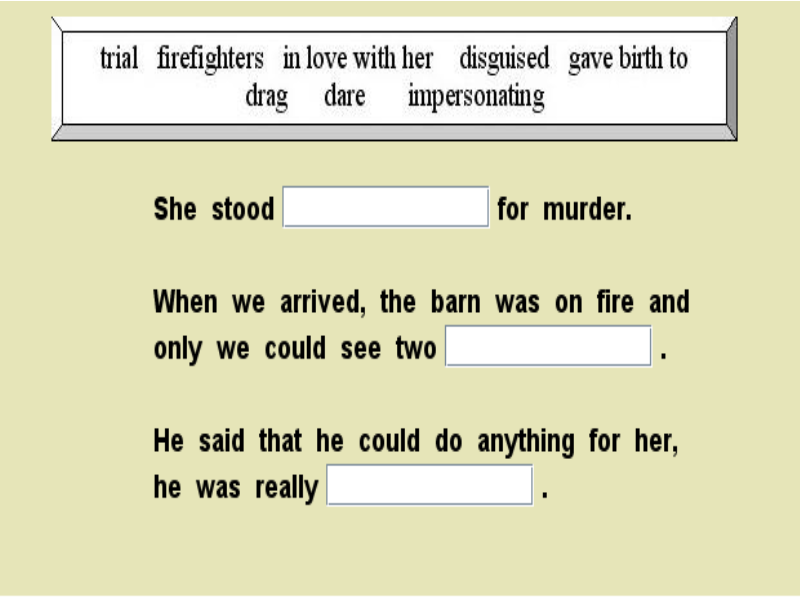 trial firefighters in love with her disguised gave birth to
drag dare impersonating
She stood for murder.
When we arrived, the barn was on fire and
only we could see two .
He said that he could do anything for her,
he was really .